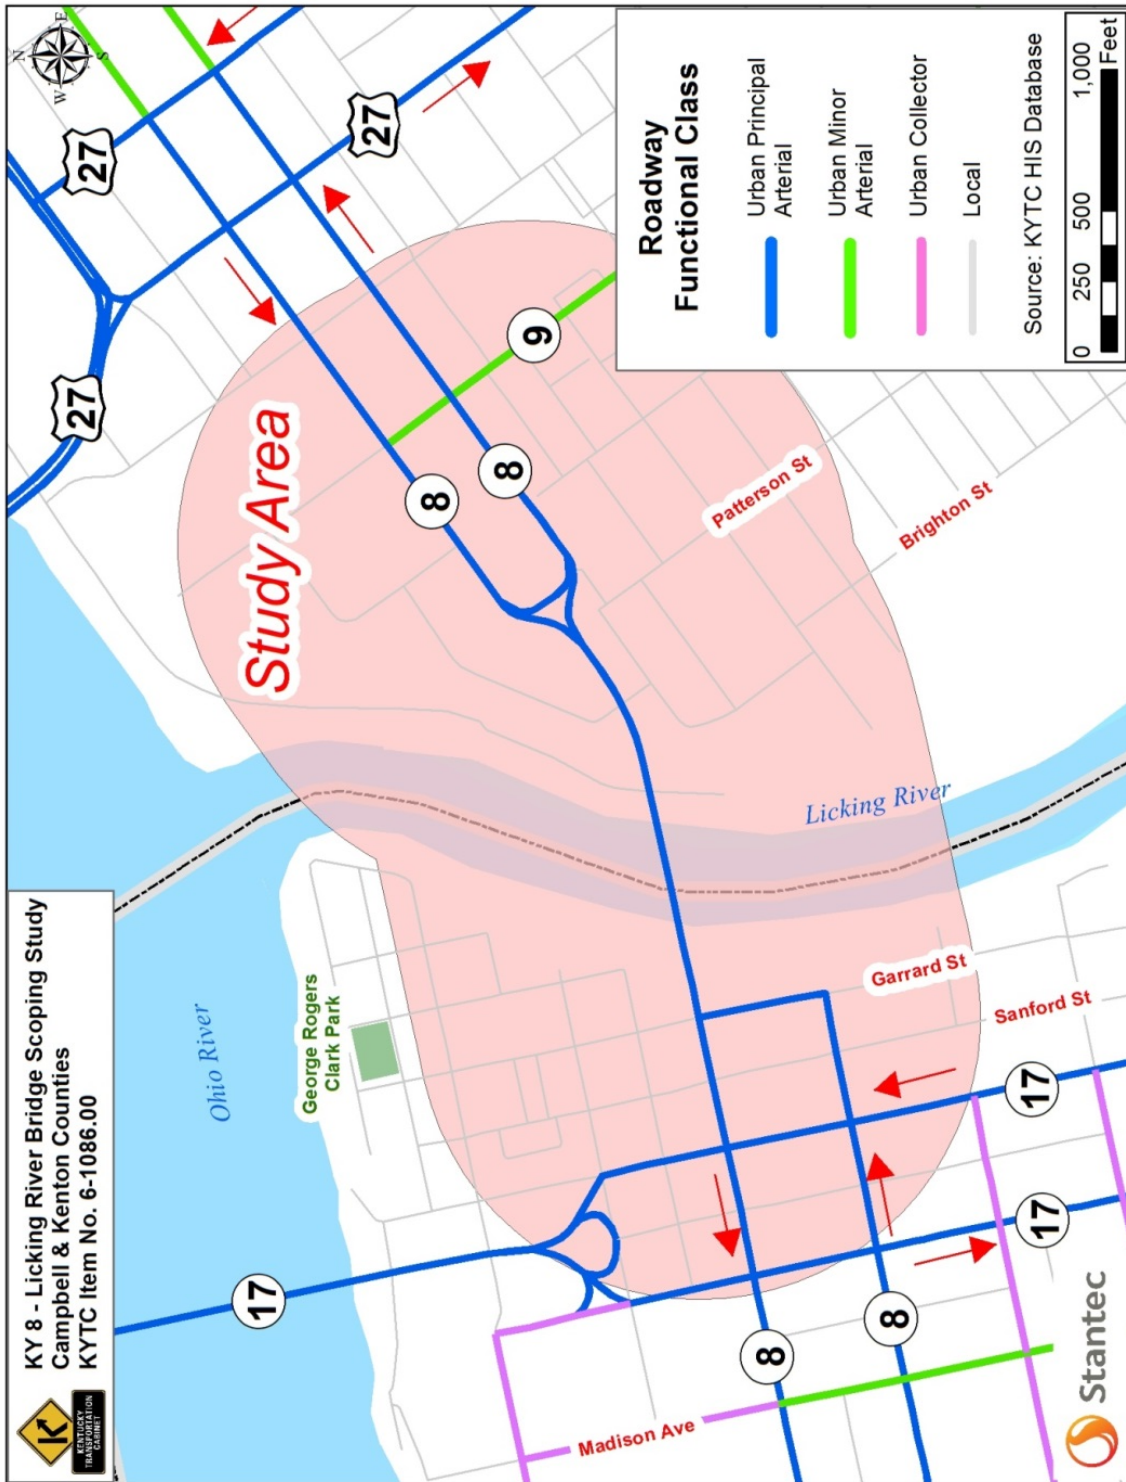 KY 8 - Licking River Bridge Scoping Study
Campbell & Kenton Counties
KYTC Item No. 6-1086.00
KENTUCKY
TRANSPORTATION
CABINET
Ohio River
George Rogers
Clark Park
Study Area
27
27
27
N
E
S
W
17
8
8
9
Licking River
Patterson St
Brighton St
Garrard St
Sanford St
17
17
8
8
Madison Ave
Stantec
Roadway
Functional Class
Urban Principal
Arterial
Urban Minor
Arterial
Urban Collector
Local
Source: KYTC HIS Database
0 250 500 1,000
Feet